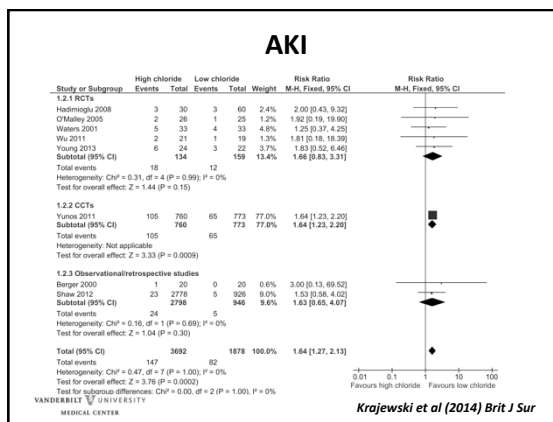 AKI
High chloride Low chloride Risk Ratio Risk Ratio
Study or Subgroup Events Total Events Total Weight M-H, Fixed, 95% CI M-H, Fixed, 95% CI
1.2.1 RCTs
Hadimioglu 2008 3 30 3 60 2.4% 2.00 [0.43, 9.32]
O'Malley 2005 2 26 1 25 2.0% 1.92 [0.19, 19.90]
Waters 2001 5 33 4 33 5.0% 1.25 [0.37, 4.25]
Wu 2011 2 21 1 19 1.81 [0.18, 18.39]
Young 2013 6 24 3 22 1.83 [0.52, 6.46]
Subtotal (95% CI) 134 159 13.4% 1.66 [0.83, 3.31]
Total events 18 12
Heterogeneity: Chi² = 0.31, df = 4 (P = 0.99); I² = 0%
Test for overall effect: Z = 1.44 (P = 0.15)
1.2.2 CCTs
Yunos 2011 105 760 65 773 77.0% 1.64 [1.23, 2.20]
Subtotal (95% CI) 760 773 77.0% 1.64 [1.23, 2.20]
Total events 105 65
Heterogeneity: Not applicable
Test for overall effect: Z = 3.33 (P = 0.0009)
1.2.3 Observational/retrospective studies
Berger 2000 1 20 0 20 0.6% 3.00 [0.13, 69.52]
Shaw 2012 23 2778 5 926 9.0% 1.53 [0.58, 4.02]
Subtotal (95% CI) 2798 946 9.6% 1.63 [0.65, 4.07]
Total events 24 5
Heterogeneity: Chi² = 0.16, df = 1 (P = 0.69); I² = 0%
Test for overall effect: Z = 1.04 (P = 0.30)
Total (95% CI) 3692 1878 100.0% 1.64 [1.27, 2.13]
Total events 147 82
Heterogeneity: Chi² = 0.47, df = 7 (P = 1.00); I² = 0%
Test for overall effect: Z = 3.76 (P = 0.0002)
Test for subgroup differences: Chi² = 0.00, df = 2 (P = 1.00), I² = 0%
0.01 0.1 1 10 100
Favours high chloride Favours low chloride
VANDERBILT UNIVERSITY
MEDICAL CENTER
Krajewski et al (2014) Brit J Sur